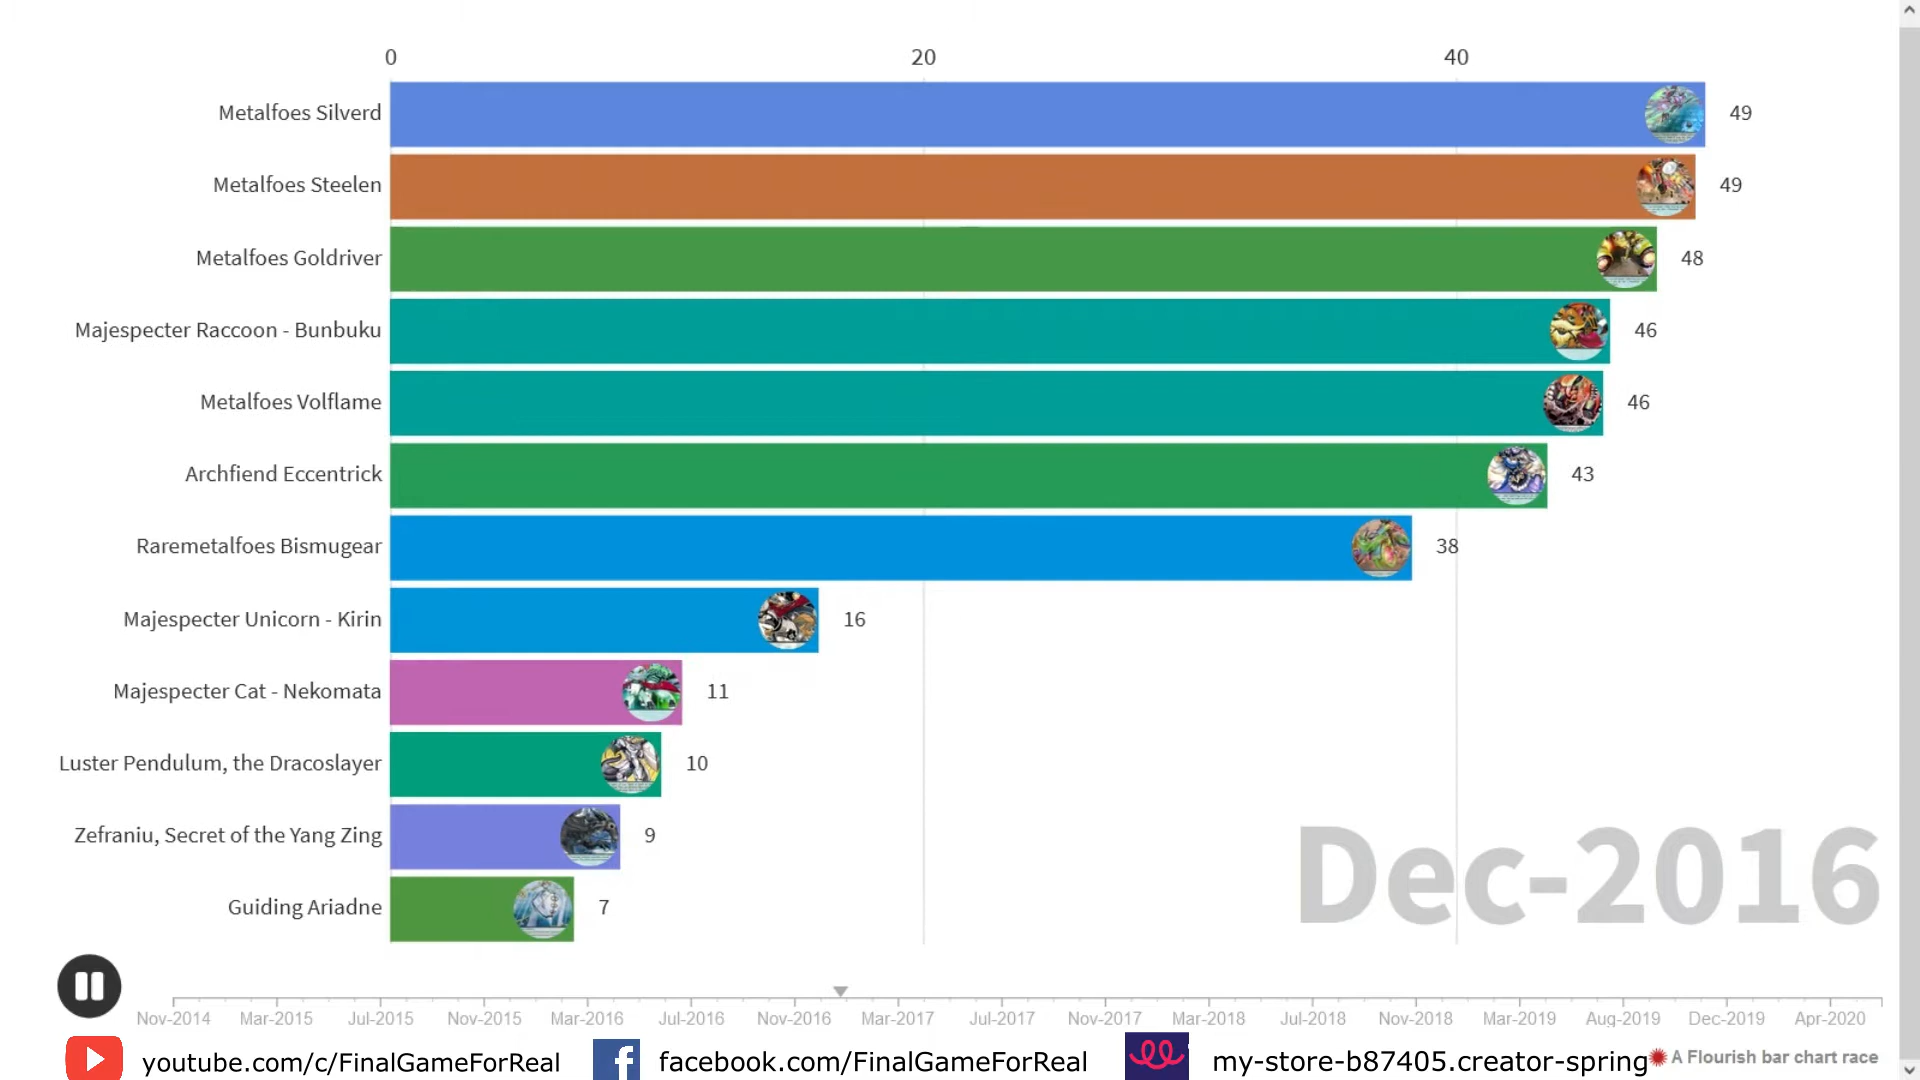 0 20 40
Metalfoes Silverd 49
Metalfoes Steelen 49
Metalfoes Goldriver 48
Majespecter Raccoon - Bunbuku 46
Metalfoes Volflame 46
Archfiend Eccentrick 43
Raremetalfoes Bismugear 38
Majespecter Unicorn - Kirin 16
Majespecter Cat - Nekomata 11
Luster Pendulum, the Dracoslayer 10
Zefraniu, Secret of the Yang Zing 9
Guiding Ariadne 7
Dec-2016
Nov-2014 Mar-2015 Jul-2015 Nov-2015 Mar-2016 Jul-2016 Nov-2016 Mar-2017 Jul-2017 Nov-2017 Mar-2018 Jul-2018 Nov-2018 Mar-2019 Aug-2019 Dec-2019 Apr-2020
youtube.com/c/FinalGameForReal facebook.com/FinalGameForReal my-store-b87405.creator-spring A Flourish bar chart race